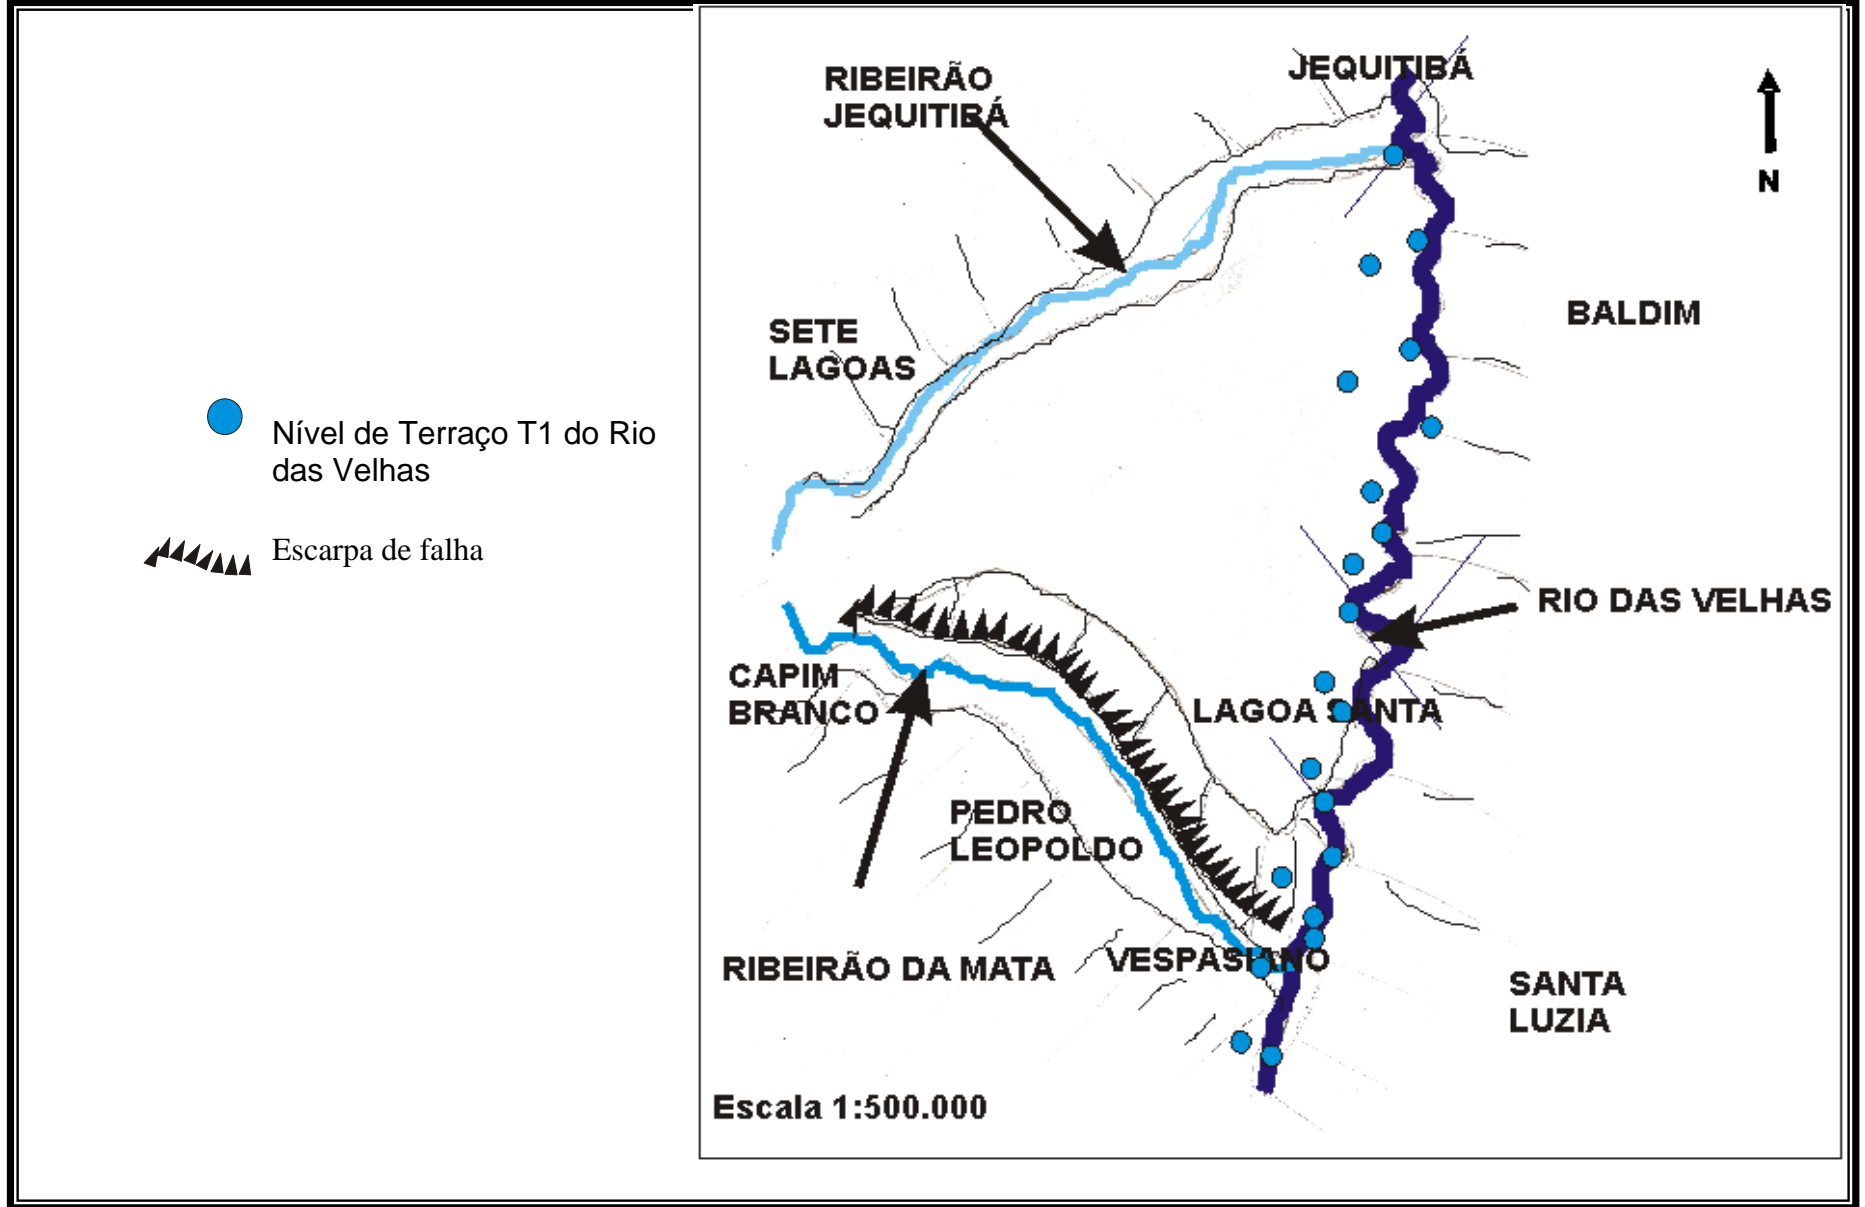 Nível de Terraço T1 do Rio
das Velhas
Escarpa de falha
RIBEIRÃO
JEQUITIBÁ
JEQUITIBÁ
N
SETE
LAGOAS
BALDIM
RIO DAS VELHAS
CAPIM
BRANCO
LAGOA SANTA
PEDRO
LEOPOLDO
RIBEIRÃO DA MATA
VESPASIANO
SANTA
LUZIA
Escala 1:500.000